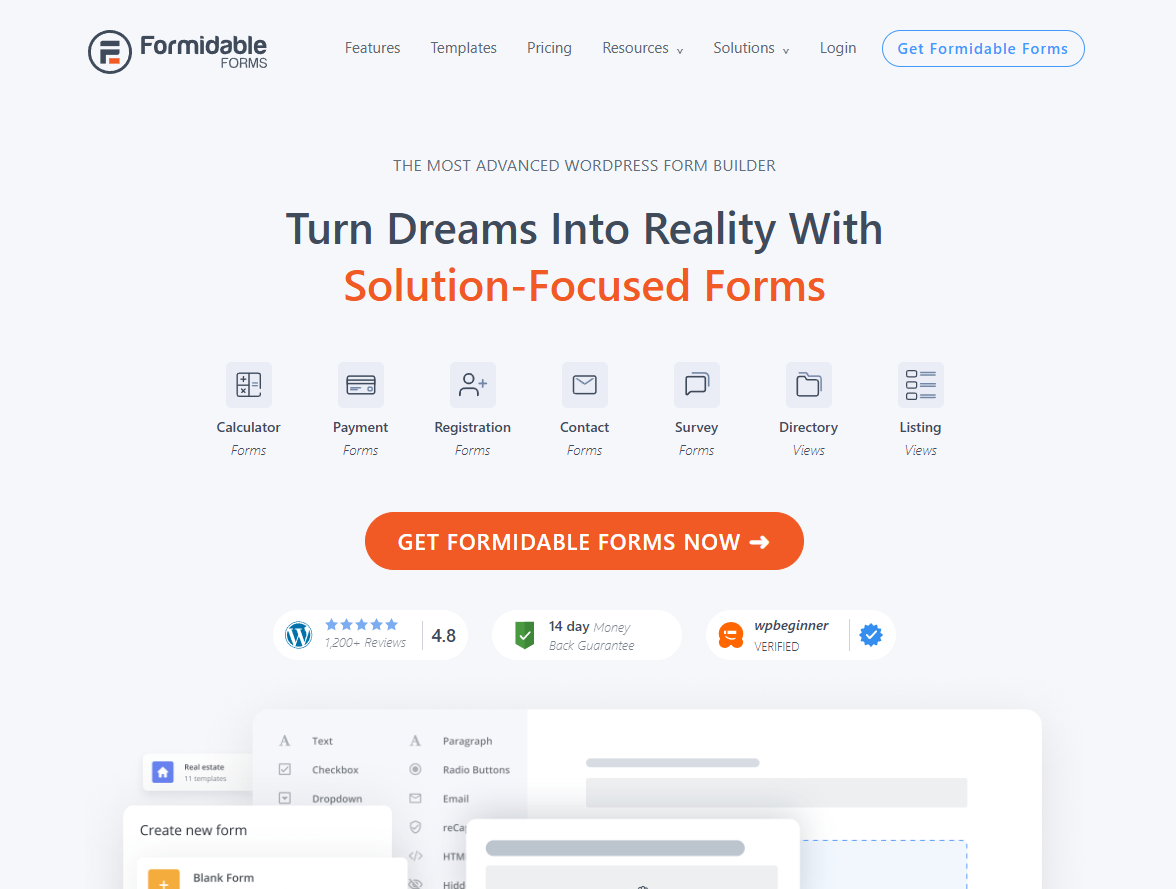 Formidable
FORMS
Features
Templates
Pricing
Resources
Solutions
Login
Get Formidable Forms
THE MOST ADVANCED WORDPRESS FORM BUILDER
Turn Dreams Into Reality With
Solution-Focused Forms
Calculator
Forms
Payment
Forms
Registration
Forms
Contact
Forms
Survey
Forms
Directory
Views
Listing
Views
GET FORMIDABLE FORMS NOW ➜
1,200+ Reviews
4.8
14 day Money
Back Guarantee
wpbeginner
VERIFIED
Real estate
11 templates
Create new form
Blank Form
A Text
Checkbox
Dropdown
A Paragraph
Radio Buttons
Email
reCa
HTM
Hidd